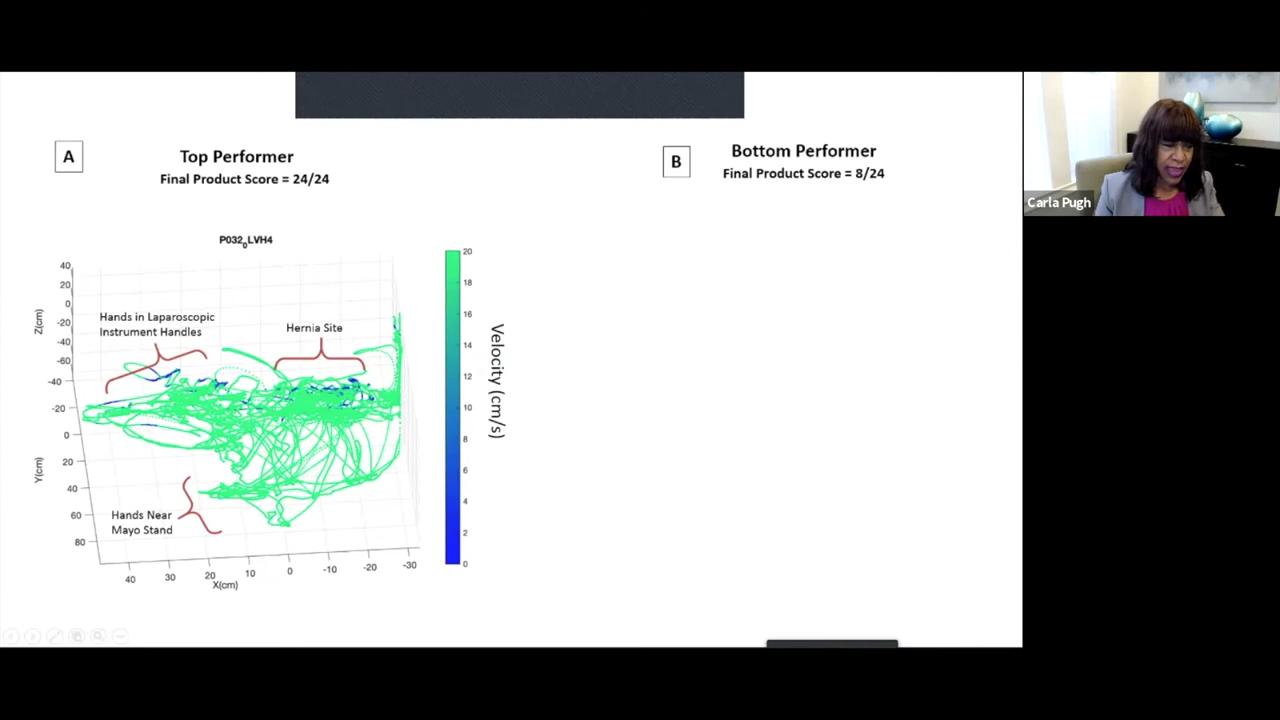 A
Top Performer
Final Product Score = 24/24
B
Bottom Performer
Final Product Score = 8/24
Carla Pugh
P032₀LVH4
Hands in Laparoscopic
Instrument Handles
Hernia Site
Hands Near
Mayo Stand
Z(cm)
40
20
0
-20
-40
-60
Y(cm)
-40
-20
0
20
40
60
80
X(cm)
40
30
20
10
0
-10
-20
-30
20
18
16
14
12
10
8
6
4
2
0
Velocity (cm/s)